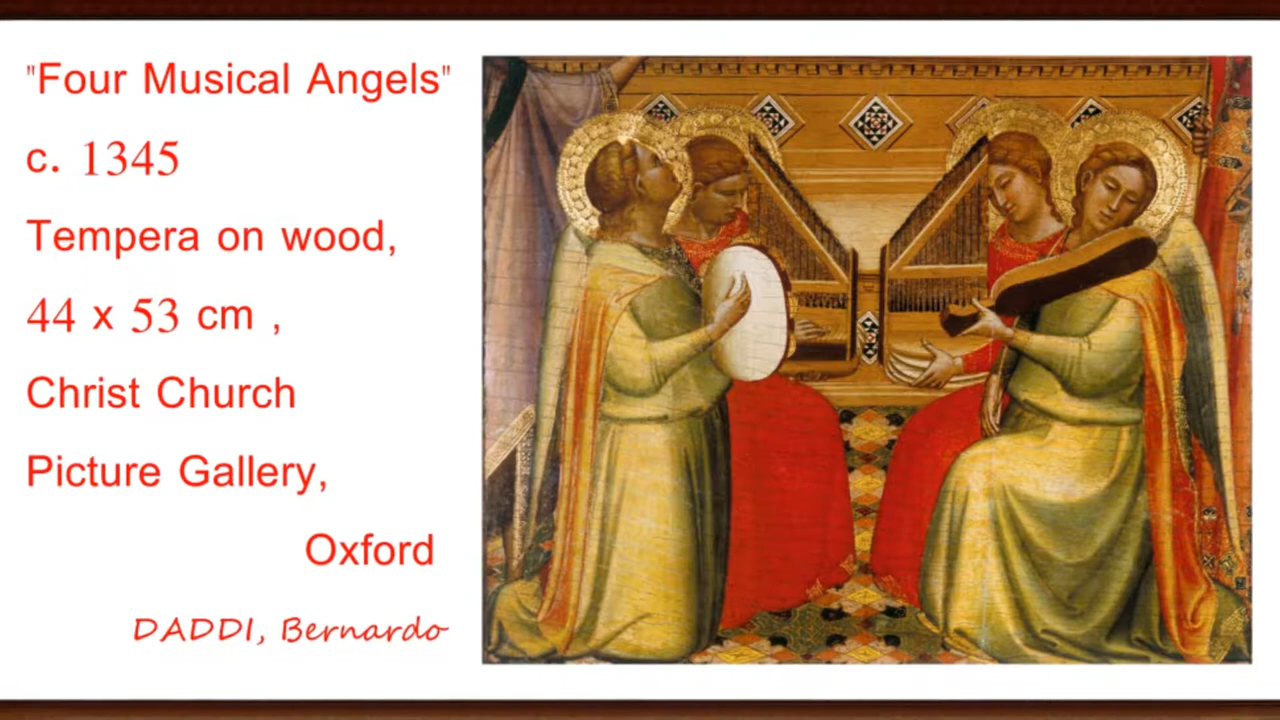 "Four Musical Angels"
c. 1345
Tempera on wood,
44 x 53 cm ,
Christ Church
Picture Gallery,
Oxford
DADDI, Bernardo